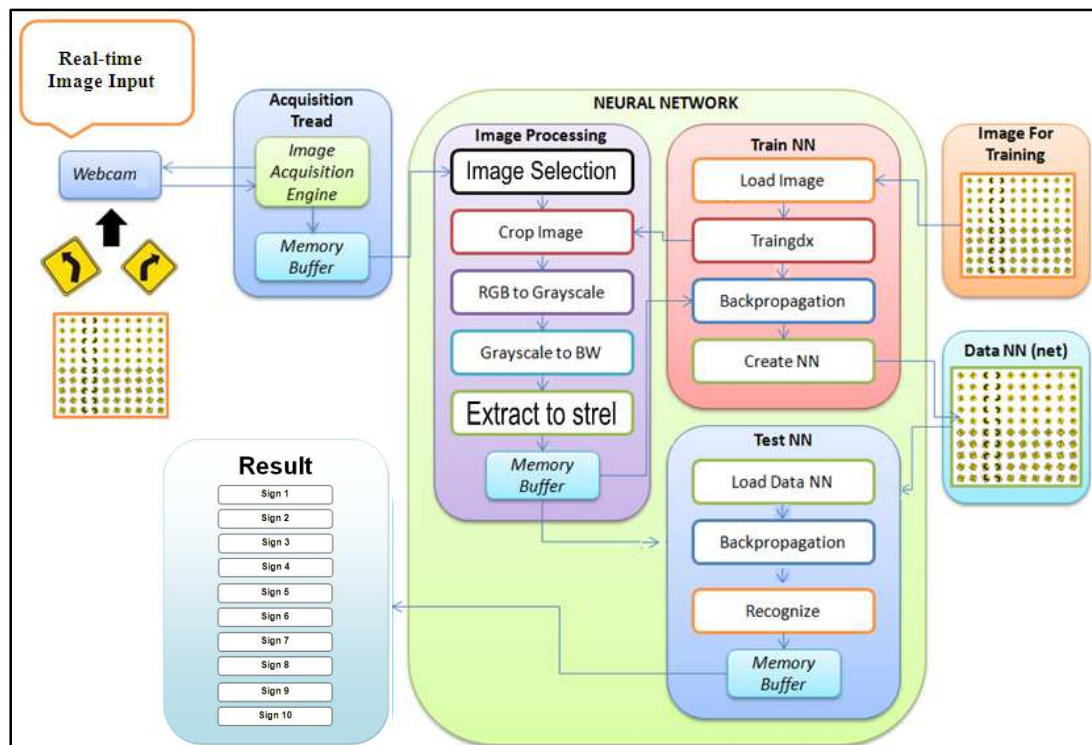 Real-time
Image Input
Webcam
Acquisition
Tread
Image
Acquisition
Engine
Memory
Buffer
NEURAL NETWORK
Image Processing
Image Selection
Crop Image
RGB to Grayscale
Grayscale to BW
Extract to strel
Memory
Buffer
Train NN
Load Image
Traingdx
Backpropagation
Create NN
Image For
Training
Data NN (net)
Test NN
Load Data NN
Backpropagation
Recognize
Memory
Buffer
Result
Sign 1
Sign 2
Sign 3
Sign 4
Sign 5
Sign 6
Sign 7
Sign 8
Sign 9
Sign 10